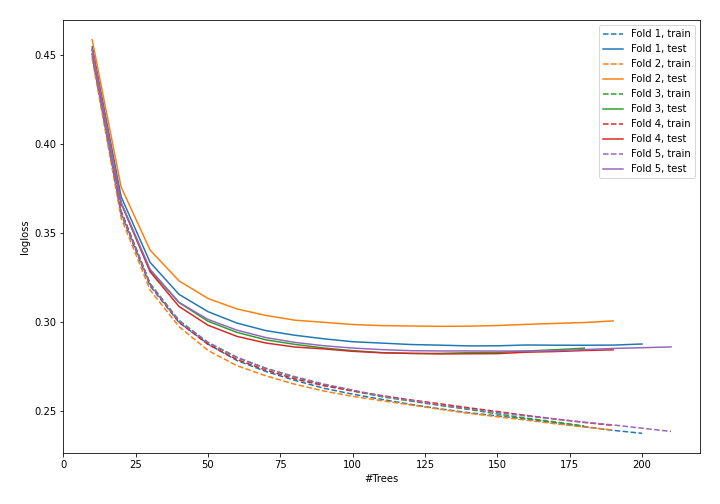 0.45
0.40
0.35
0.30
0.25
logloss
0
25
50
75
100
125
150
175
200
#Trees
Fold 1, train
Fold 1, test
Fold 2, train
Fold 2, test
Fold 3, train
Fold 3, test
Fold 4, train
Fold 4, test
Fold 5, train
Fold 5, test